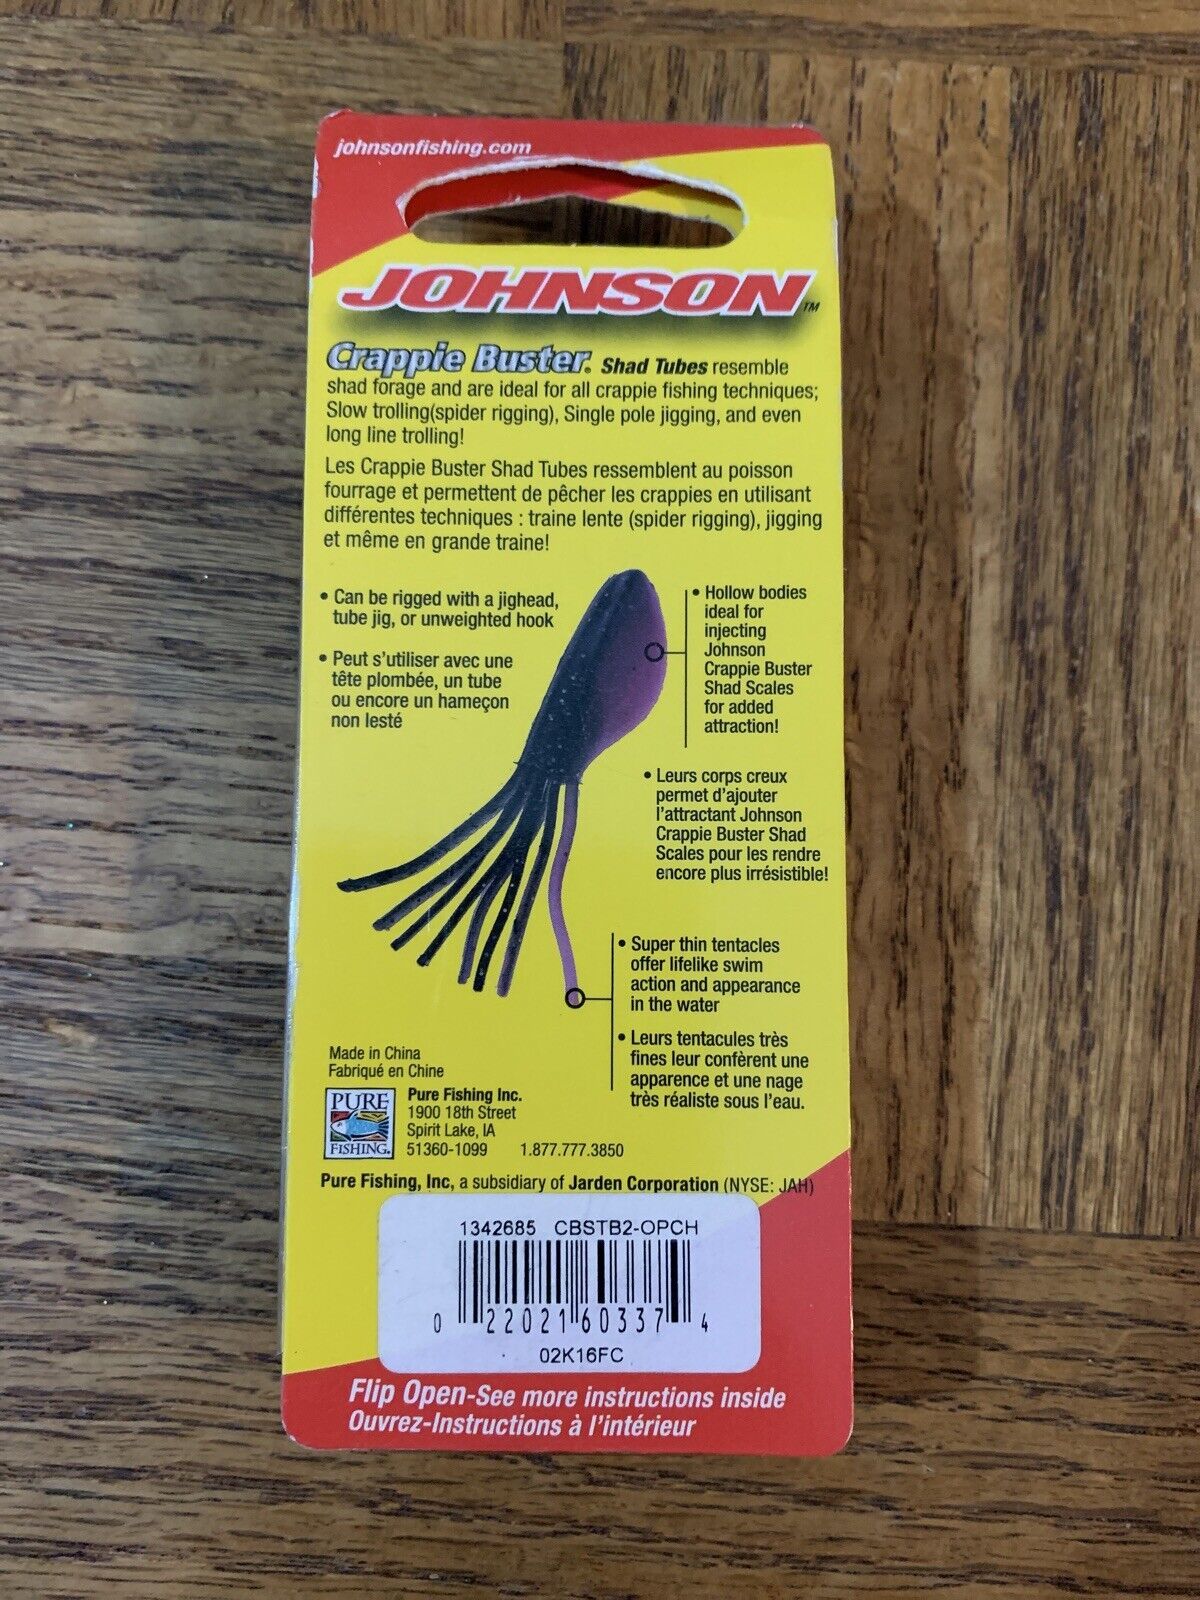 johnsonfishing.com
JOHNSON™
Crappie Buster® Shad Tubes resemble
shad forage and are ideal for all crappie fishing techniques;
Slow trolling(spider rigging), Single pole jigging, and even
long line trolling!
Les Crappie Buster Shad Tubes ressemblent au poisson
fourrage et permettent de pêcher les crappies en utilisant
différentes techniques : traine lente (spider rigging), jigging
et même en grande traine!
• Can be rigged with a jighead,
tube jig, or unweighted hook
• Peut s'utiliser avec une
tête plombée, un tube
ou encore un hameçon
non lesté
• Hollow bodies
ideal for
injecting
Johnson
Crappie Buster
Shad Scales
for added
attraction!
• Leurs corps creux
permet d'ajouter
l'attractant Johnson
Crappie Buster Shad
Scales pour les rendre
encore plus irrésistible!
• Super thin tentacles
offer lifelike swim
action and appearance
in the water
• Leurs tentacules très
fines leur confèrent une
apparence et une nage
très réaliste sous l'eau.
Made in China
Fabriqué en Chine
PURE
FISHING®
Pure Fishing Inc.
1900 18th Street
Spirit Lake, IA
51360-1099 1.877.777.3850
Pure Fishing, Inc, a subsidiary of Jarden Corporation (NYSE: JAH)
1342685 CBSTB2-OPCH
0 22021 60337 4
02K16FC
Flip Open-See more instructions inside
Ouvrez-Instructions à l'intérieur